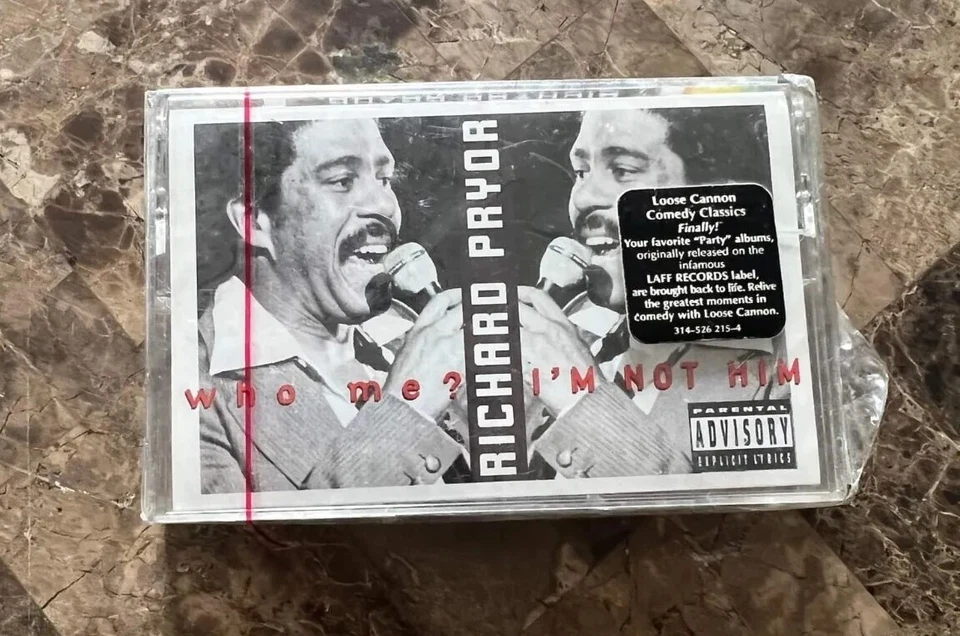 RICHARD PRYOR
who me? I'M NOT HIM
Loose Cannon
Comedy Classics
Finally!
Your favorite "Party" albums,
originally released on the
infamous
LAFF RECORDS label,
are brought back to life. Relive
the greatest moments in
comedy with Loose Cannon.
314-526 215-4
PARENTAL
ADVISORY
EXPLICIT LYRICS